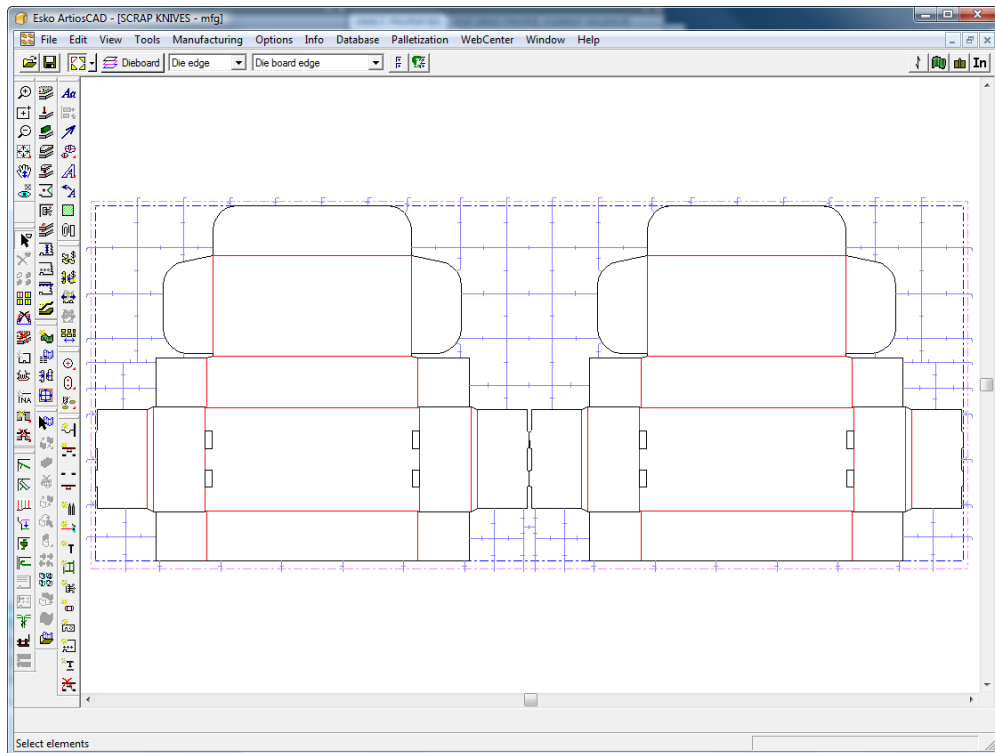 Esko ArtiosCAD - [SCRAP KNIVES - mfg]
File Edit View Tools Manufacturing Options Info Database Palletization WebCenter Window Help
Dieboard Die edge Die board edge In
Select elements